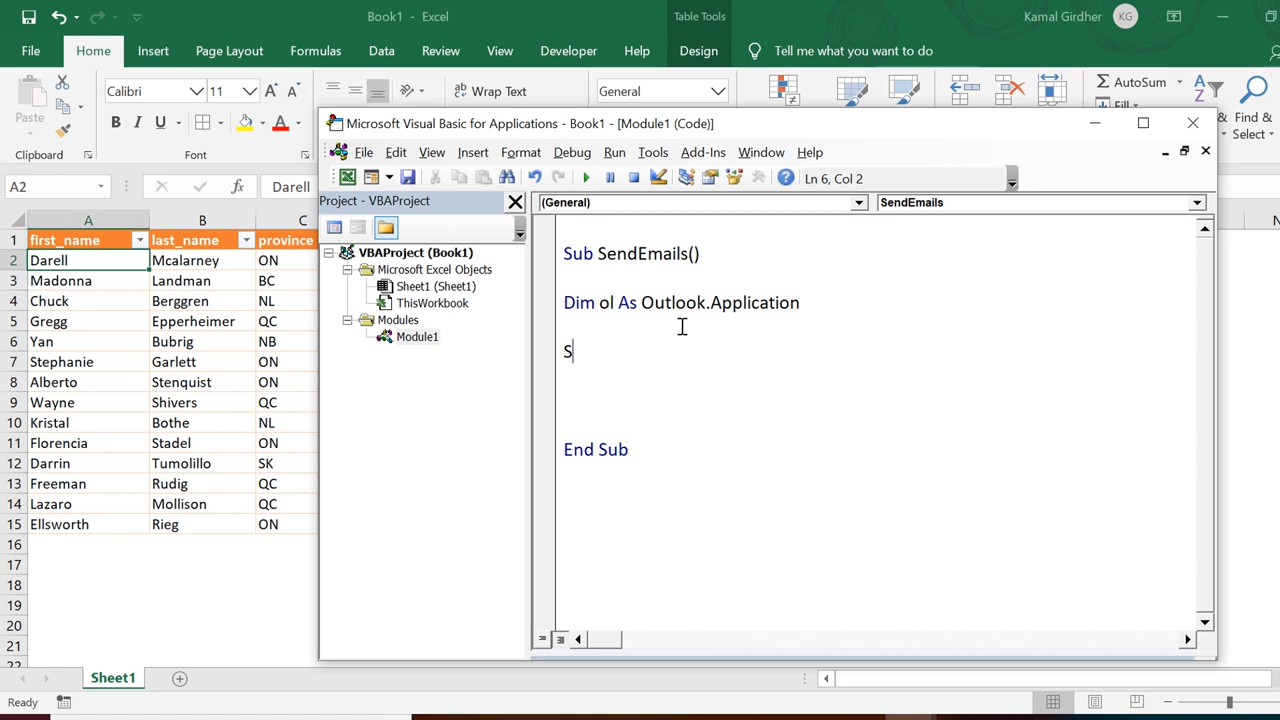 Book1 - Excel
Table Tools
Kamal Girdher
KG
File Home Insert Page Layout Formulas Data Review View Developer Help Design Tell me what you want to do
Calibri 11
Wrap Text
General
AutoSum
Paste
B I U
Fill
Find &
Select
Clipboard
Font
A2
fx
Darell
A B C
N
1 first_name last_name province
2 Darell Mcalarney ON
3 Madonna Landman BC
4 Chuck Berggren NL
5 Gregg Epperheimer QC
6 Yan Bubrig NB
7 Stephanie Garlett ON
8 Alberto Stenquist ON
9 Wayne Shivers QC
10 Kristal Bothe NL
11 Florencia Stadel ON
12 Darrin Tumolillo SK
13 Freeman Rudig QC
14 Lazaro Mollison QC
15 Ellsworth Rieg ON
16
17
18
19
20
21
22
Microsoft Visual Basic for Applications - Book1 - [Module1 (Code)]
File Edit View Insert Format Debug Run Tools Add-Ins Window Help
Ln 6, Col 2
Project - VBAProject
(General)
SendEmails
VBAProject (Book1)
Microsoft Excel Objects
Sheet1 (Sheet1)
ThisWorkbook
Modules
Module1
Sub SendEmails()
Dim ol As Outlook.Application
S
End Sub
Sheet1
Ready